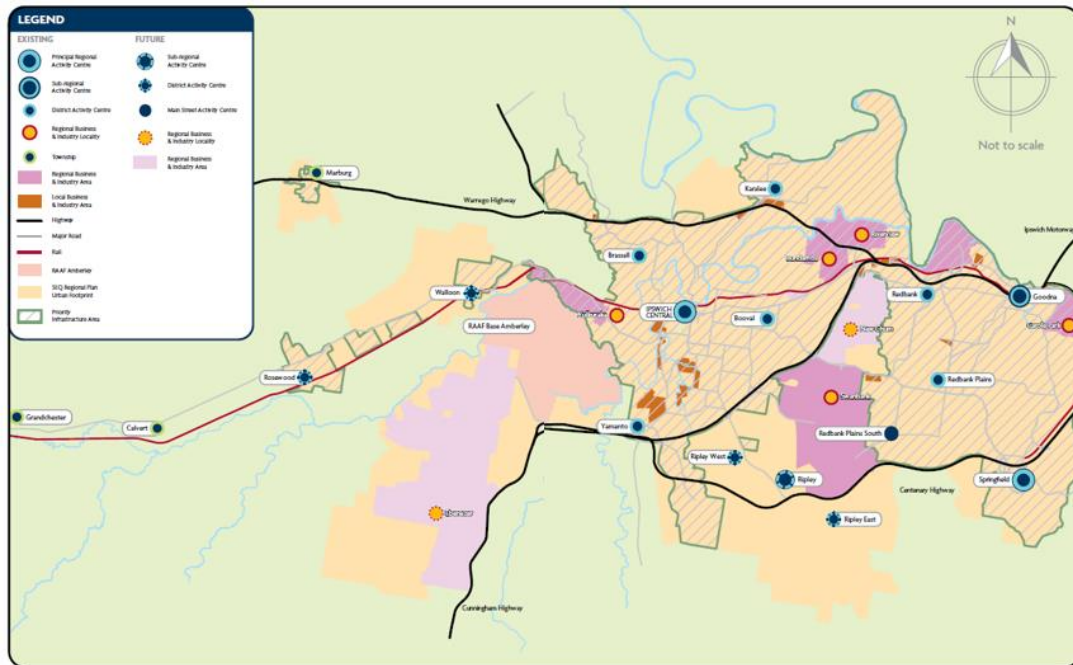 LEGEND
EXISTING
FUTURE
Principal Regional
Activity Centre
Sub-regional
Activity Centre
Sub-regional
Activity Centre
District Activity Centre
District Activity Centre
Main Street Activity Centre
Regional Business
& Industry Locality
Regional Business
& Industry Locality
Township
Regional Business
& Industry Area
Regional Business
& Industry Area
Local Business
& Industry Area
Highway
Major Road
Rail
RAAF Amberley
SEQ Regional Plan
Urban Footprint
Priority
Infrastructure Area
N
Not to scale
Marburg
Warrego Highway
Karalee
Riverview
Ipswich Motorway
Brassall
Bundamba
Walloon
Redbank
Goodna
IPSWICH
CENTRAL
Booval
RAAF Base Amberley
Rosewood
Redbank Plains
Swanbank
Grandchester
Calvert
Yamanto
Redbank Plains South
Ripley West
Ripley
Centenary Highway
Springfield
Ripley East
Cunningham Highway